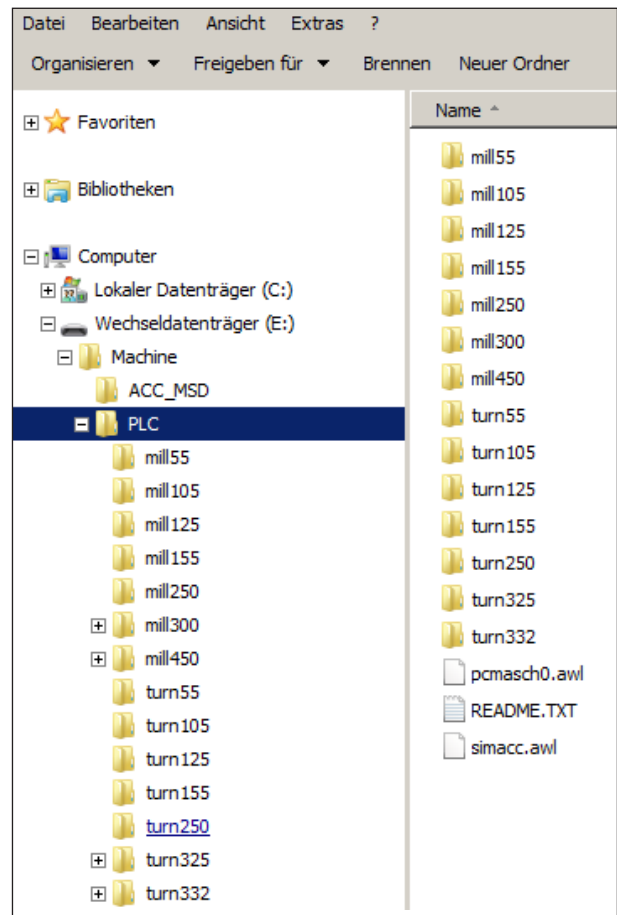 Datei Bearbeiten Ansicht Extras ?
Organisieren Freigeben für Brennen Neuer Ordner
Favoriten
Bibliotheken
Computer
Lokaler Datenträger (C:)
Wechseldatenträger (E:)
Machine
ACC_MSD
PLC
mill55
mill105
mill125
mill155
mill250
mill300
mill450
turn55
turn105
turn125
turn155
turn250
turn325
turn332
Name
mill55
mill105
mill125
mill155
mill250
mill300
mill450
turn55
turn105
turn125
turn155
turn250
turn325
turn332
pcmasch0.awl
README.TXT
simacc.awl